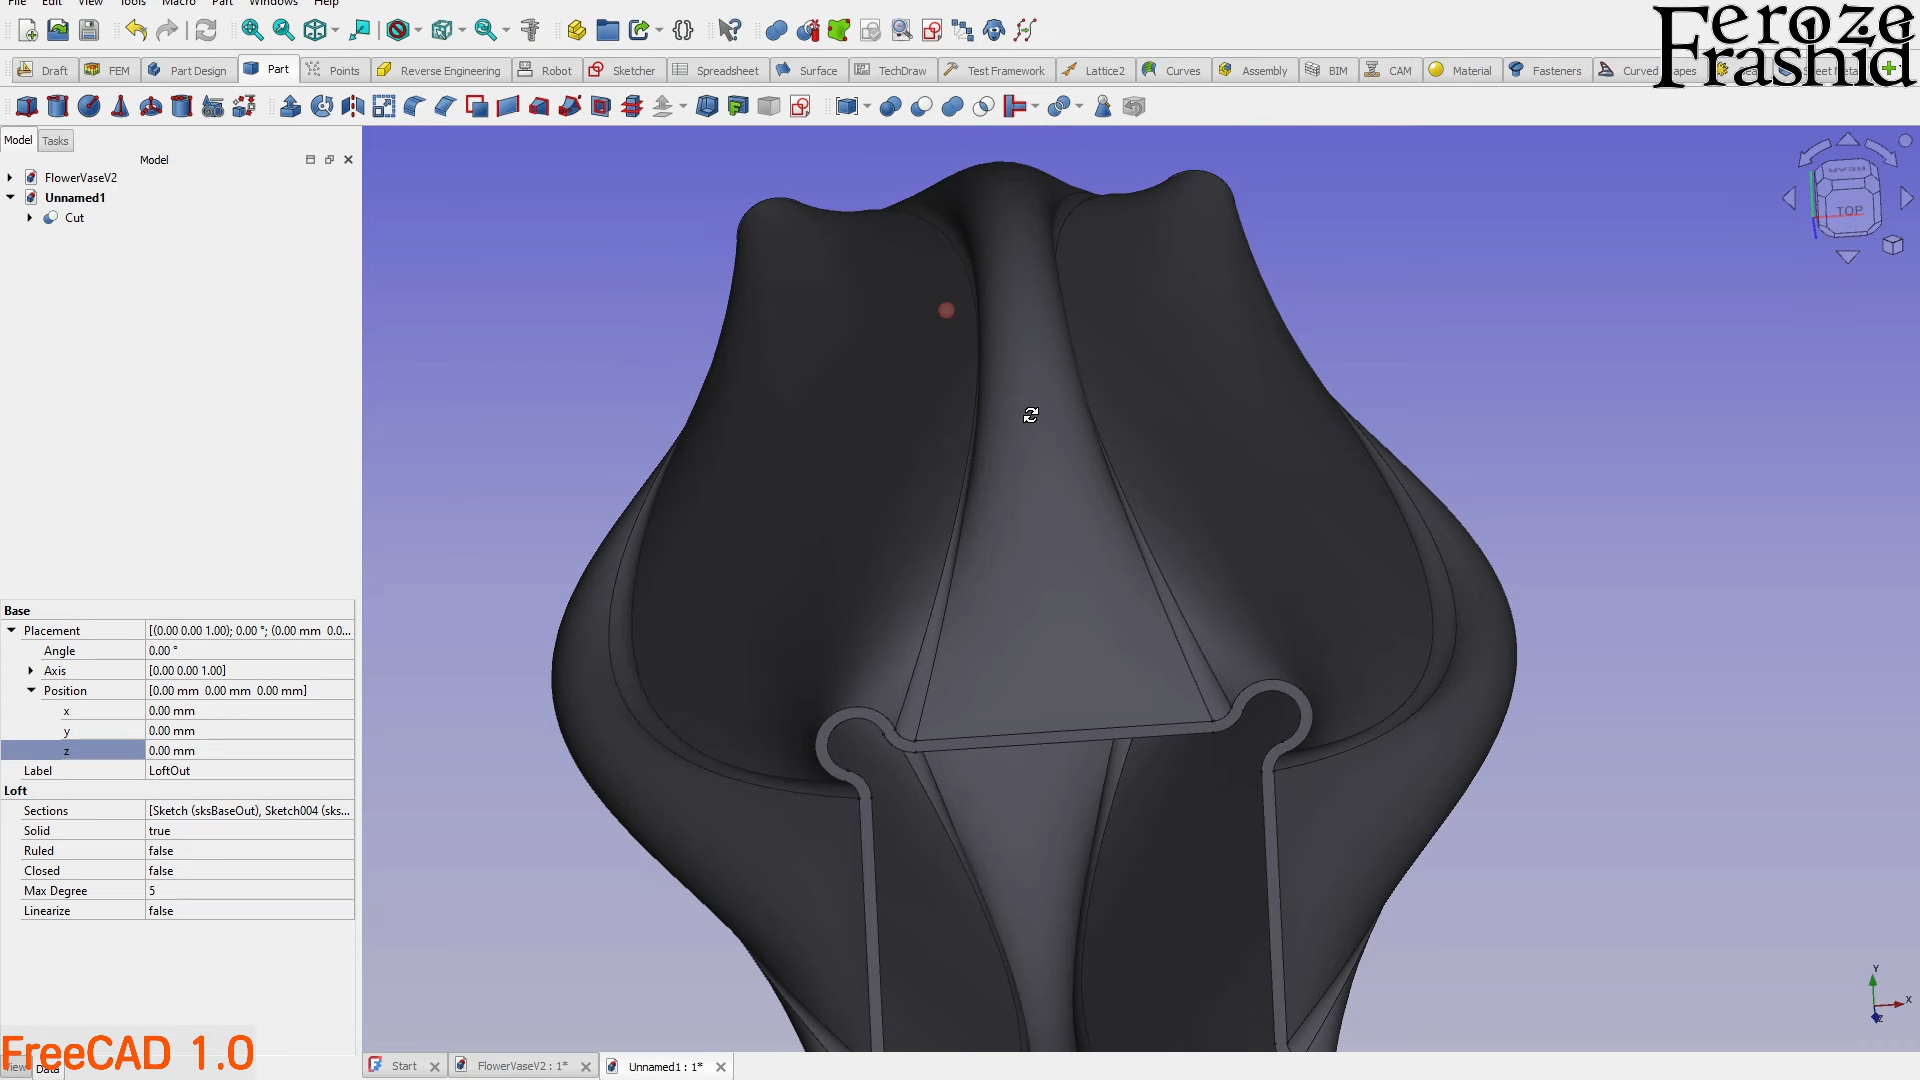 File Edit View Tools Macro Part Windows Help
Feroze
Frashid
Draft FEM Part Design Part Points Reverse Engineering Robot Sketcher Spreadsheet Surface TechDraw Test Framework Lattice2 Curves Assembly BIM CAM Material Fasteners Curved Shapes
Model Tasks
Model
FlowerVaseV2
Unnamed1
Cut
REAR
TOP
Base
Placement [(0.00 0.00 1.00); 0.00 °; (0.00 mm 0.0...
Angle 0.00 °
Axis [0.00 0.00 1.00]
Position [0.00 mm 0.00 mm 0.00 mm]
x 0.00 mm
y 0.00 mm
z 0.00 mm
Label LoftOut
Loft
Sections [Sketch (sksBaseOut), Sketch004 (sks...
Solid true
Ruled false
Closed false
Max Degree 5
Linearize false
Y
X
Z
FreeCAD 1.0
View Data
Start FlowerVaseV2 : 1* Unnamed1 : 1*